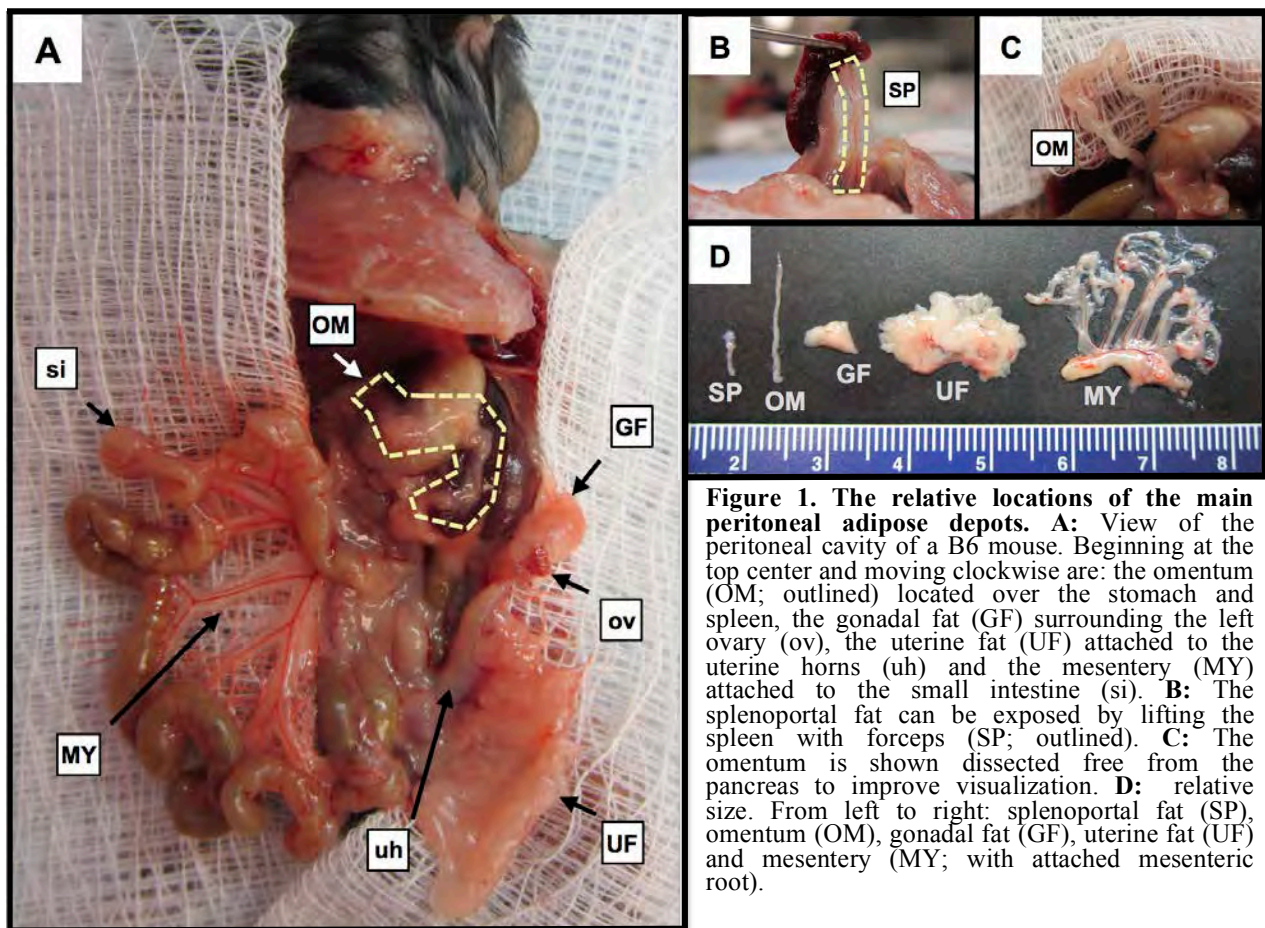 A
OM
si
GF
ov
MY
uh
UF
B
SP
C
OM
D
SP
OM
GF
UF
MY
2 3 4 5 6 7 8
Figure 1. The relative locations of the main
peritoneal adipose depots. A: View of the
peritoneal cavity of a B6 mouse. Beginning at the
top center and moving clockwise are: the omentum
(OM; outlined) located over the stomach and
spleen, the gonadal fat (GF) surrounding the left
ovary (ov), the uterine fat (UF) attached to the
uterine horns (uh) and the mesentery (MY)
attached to the small intestine (si). B: The
splenoportal fat can be exposed by lifting the
spleen with forceps (SP; outlined). C: The
omentum is shown dissected free from the
pancreas to improve visualization. D: relative
size. From left to right: splenoportal fat (SP),
omentum (OM), gonadal fat (GF), uterine fat (UF)
and mesentery (MY; with attached mesenteric
root).